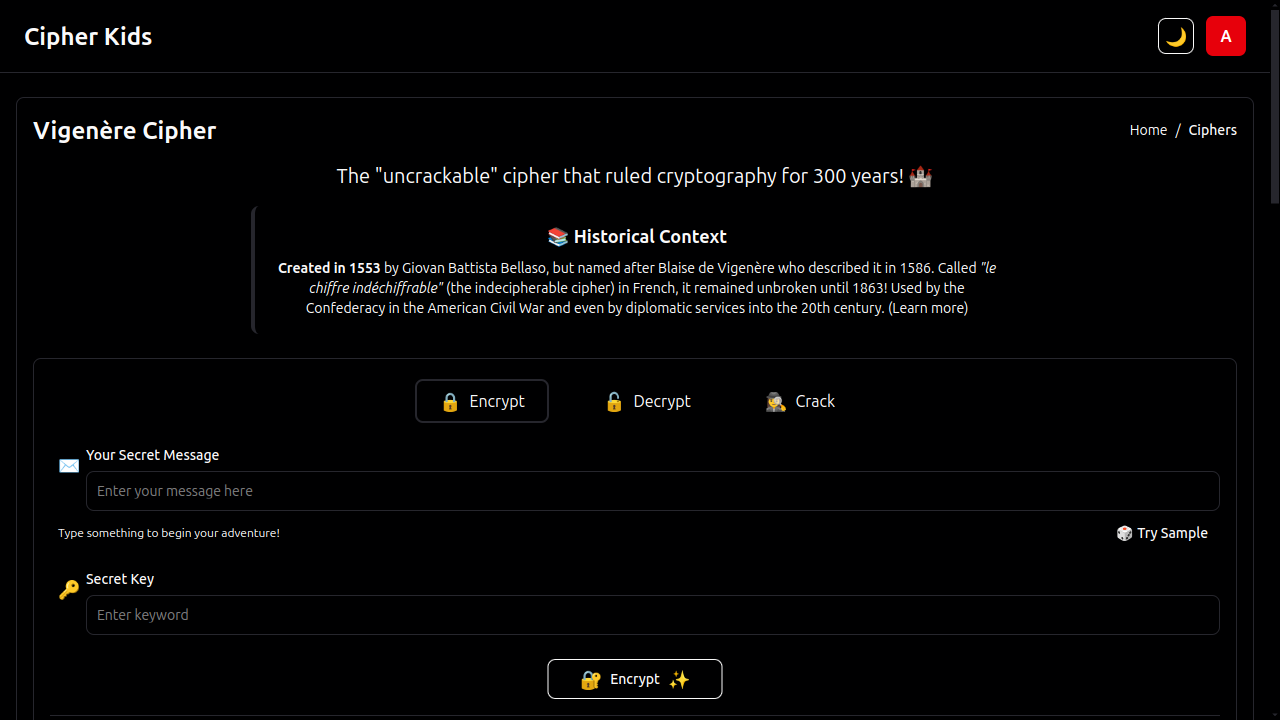 Cipher Kids
🌙
A
Vigenère Cipher
Home / Ciphers
The "uncrackable" cipher that ruled cryptography for 300 years! 🏰
📚 Historical Context
Created in 1553 by Giovan Battista Bellaso, but named after Blaise de Vigenère who described it in 1586. Called "le
chiffre indéchiffrable" (the indecipherable cipher) in French, it remained unbroken until 1863! Used by the
Confederacy in the American Civil War and even by diplomatic services into the 20th century. (Learn more)
🔒 Encrypt
🔓 Decrypt
🕵️ Crack
✉️ Your Secret Message
Enter your message here
Type something to begin your adventure!
🎲 Try Sample
🔑 Secret Key
Enter keyword
🔐 Encrypt ✨